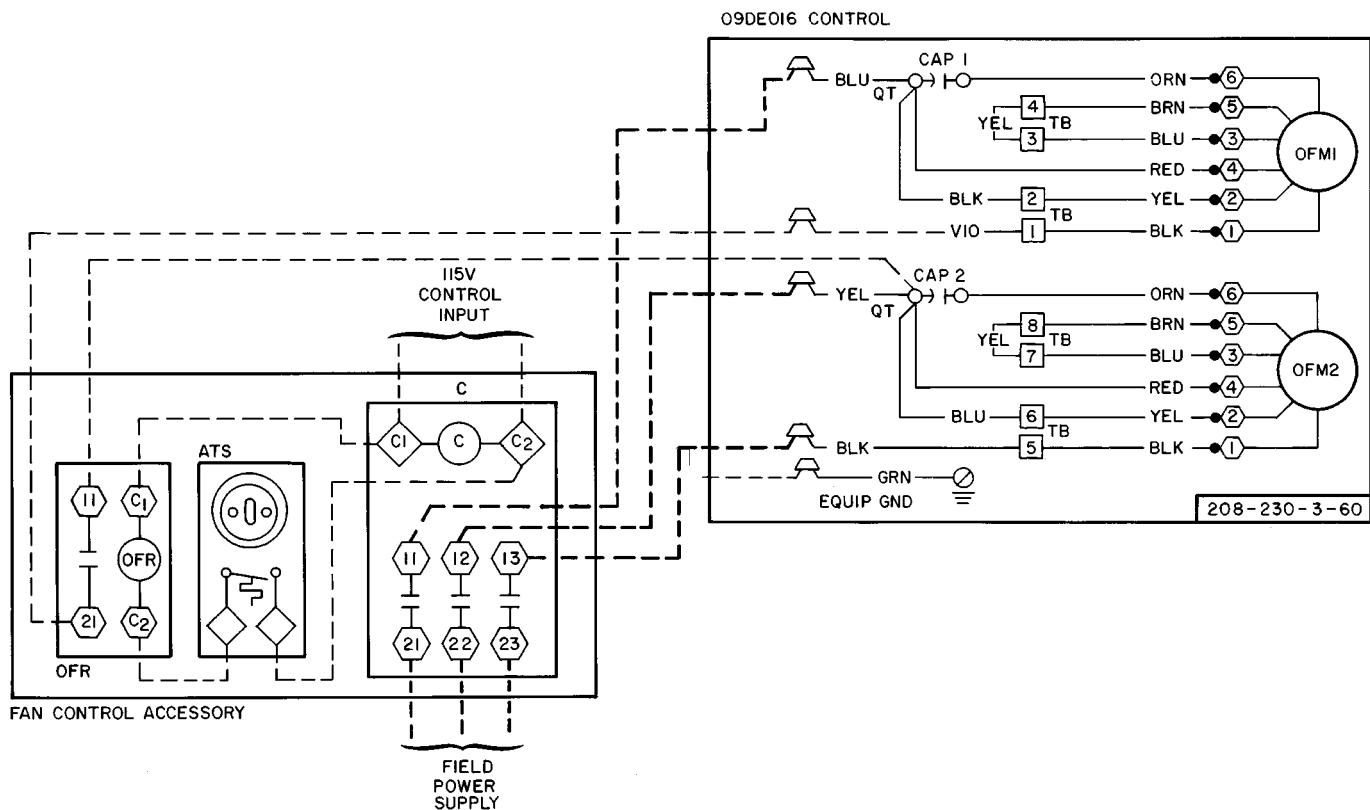 09DE016 CONTROL
CAP 1
BLU
QT
ORN 6
4 BRN 5
YEL TB
3 BLU 3
OFM1
RED 4
BLK 2 YEL 2
TB
VIO 1 BLK 1
115V
CONTROL
INPUT
CAP 2
YEL
QT
ORN 6
8 BRN 5
YEL TB
7 BLU 3
OFM2
RED 4
BLU 6 YEL 2
TB
BLK 5 BLK 1
GRN
EQUIP GND
208-230-3-60
C
C1 C C2
ATS
11 C1
OFR
21 C2
OFR
11 12 13
21 22 23
FAN CONTROL ACCESSORY
FIELD
POWER
SUPPLY